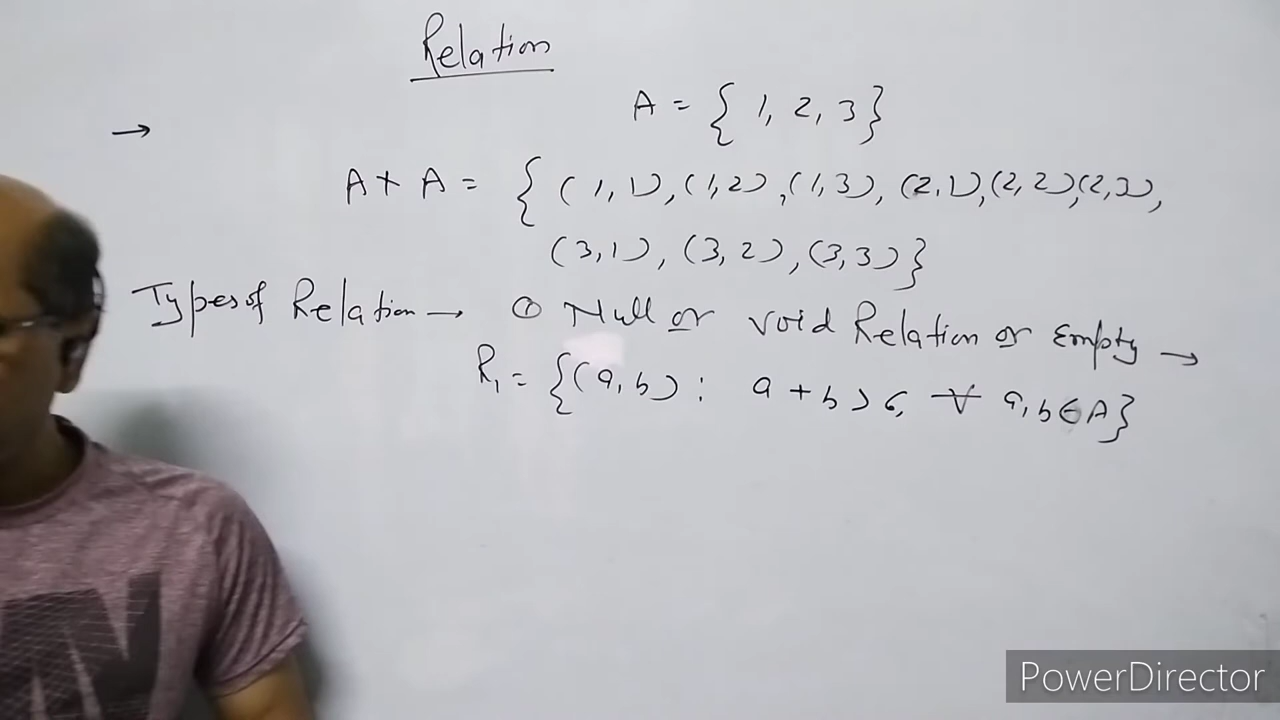 Relation
→ A = { 1, 2, 3}
A × A = { (1,1), (1,2), (1,3), (2,1), (2,2)(2,3),
(3,1), (3,2), (3,3)}
Types of Relation → ① Null or void Relation or Empty →
R₁ = {(a,b) : a + b > 6, ∀ a,b ∈ A}
PowerDirector